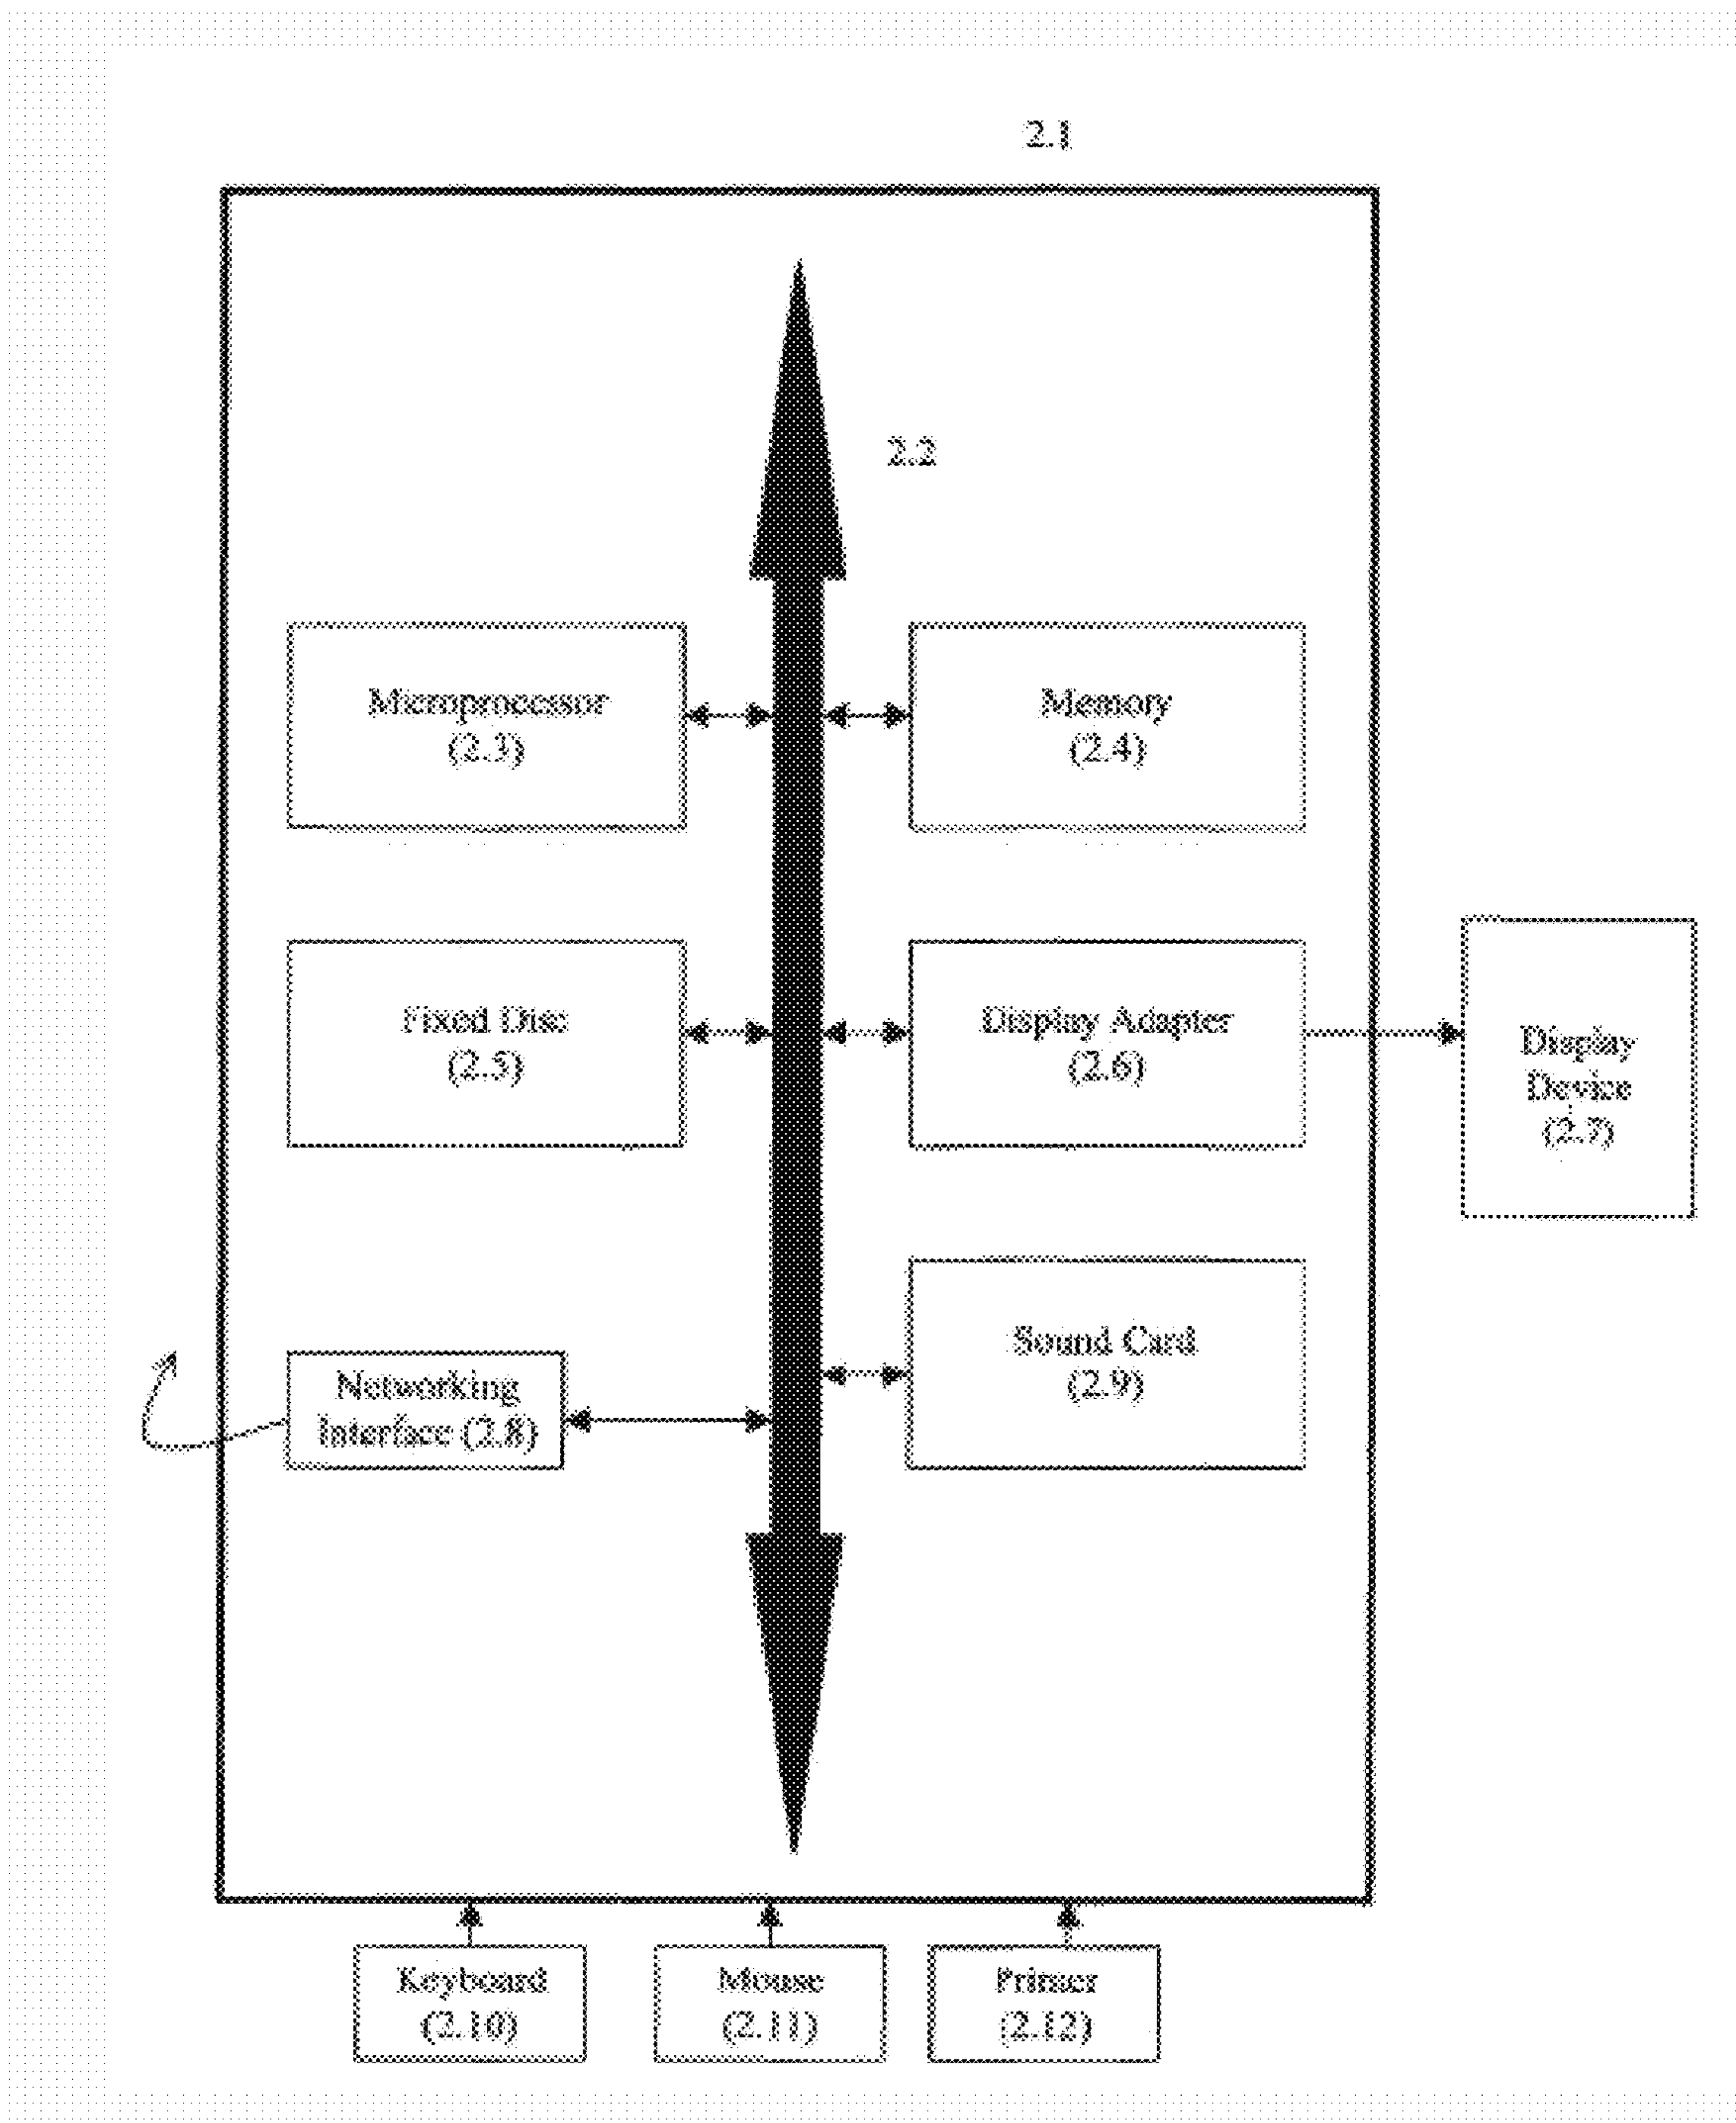 2.1
2.2
Microprocessor
(2.3)
Memory
(2.4)
Fixed Disc
(2.5)
Display Adapter
(2.6)
Display
Device
(2.7)
Networking
Interface (2.8)
Sound Card
(2.9)
Keyboard
(2.10)
Mouse
(2.11)
Printer
(2.12)